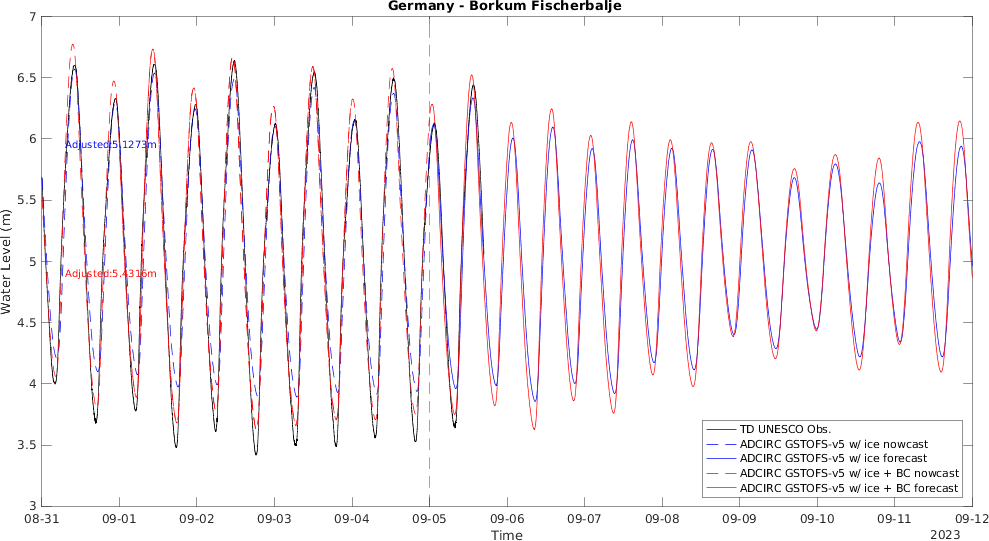 Germany - Borkum Fischerbalje
7
6.5
6
5.5
5
4.5
4
3.5
3
Water Level (m)
Adjusted:5.1273m
Adjusted:5.4316m
TD UNESCO Obs.
ADCIRC GSTOFS-v5 w/ ice nowcast
ADCIRC GSTOFS-v5 w/ ice forecast
ADCIRC GSTOFS-v5 w/ ice + BC nowcast
ADCIRC GSTOFS-v5 w/ ice + BC forecast
08-31 09-01 09-02 09-03 09-04 09-05 09-06 09-07 09-08 09-09 09-10 09-11 09-12
Time
2023